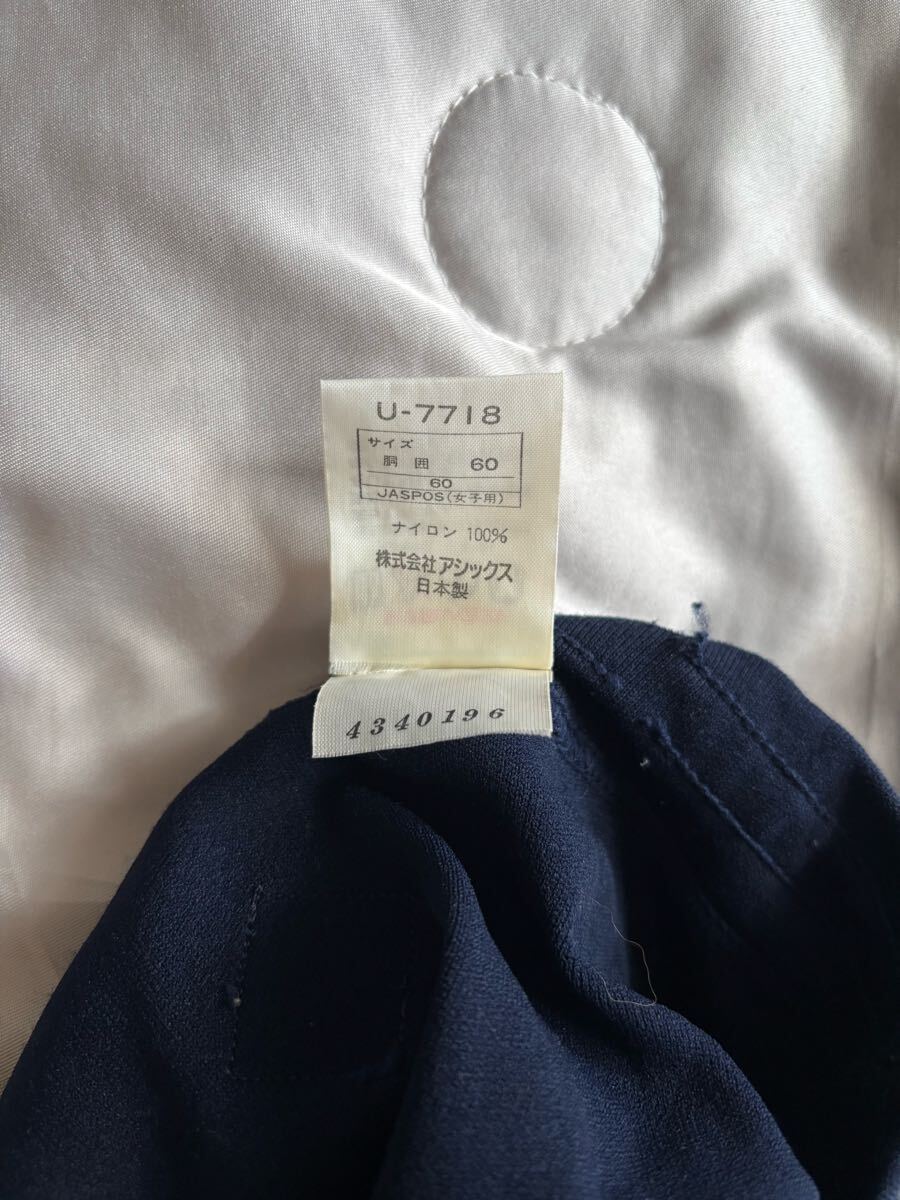 U-7718
サイズ
胴囲 60
60
JASPOS(女子用)
ナイロン 100%
株式会社アシックス
日本製
4340196